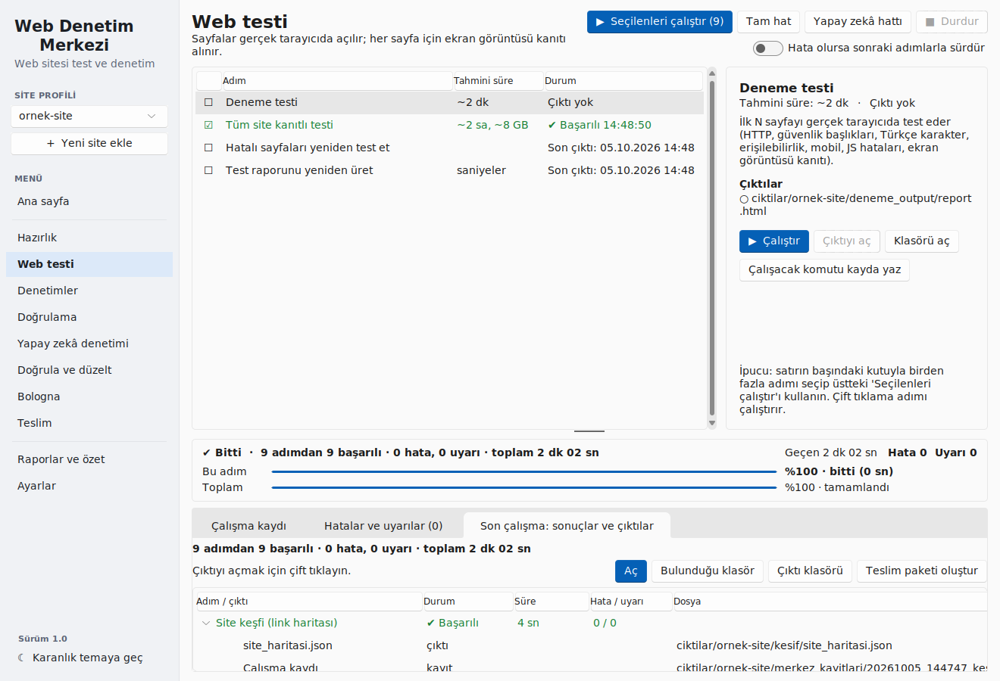 Web Denetim
Merkezi
Web sitesi test ve denetim
SİTE PROFİLİ
ornek-site
+ Yeni site ekle
MENÜ
Ana sayfa
Hazırlık
Web testi
Denetimler
Doğrulama
Yapay zekâ denetimi
Doğrula ve düzelt
Bologna
Teslim
Raporlar ve özet
Ayarlar
Sürüm 1.0
☾ Karanlık temaya geç
Web testi
Sayfalar gerçek tarayıcıda açılır; her sayfa için ekran görüntüsü kanıtı
alınır.
▶ Seçilenleri çalıştır (9) Tam hat Yapay zekâ hattı ■ Durdur
Hata olursa sonraki adımlarla sürdür
Adım Tahmini süre Durum
☐ Deneme testi ~2 dk Çıktı yok
☑ Tüm site kanıtlı testi ~2 sa, ~8 GB ✔ Başarılı 14:48:50
☐ Hatalı sayfaları yeniden test et Son çıktı: 05.10.2026 14:48
☐ Test raporunu yeniden üret saniyeler Son çıktı: 05.10.2026 14:48
Deneme testi
Tahmini süre: ~2 dk · Çıktı yok
İlk N sayfayı gerçek tarayıcıda test eder
(HTTP, güvenlik başlıkları, Türkçe karakter,
erişilebilirlik, mobil, JS hataları, ekran
görüntüsü kanıtı).
Çıktılar
○ ciktilar/ornek-site/deneme_output/report
.html
▶ Çalıştır Çıktıyı aç Klasörü aç
Çalışacak komutu kayda yaz
İpucu: satırın başındaki kutuyla birden
fazla adımı seçip üstteki 'Seçilenleri
çalıştır'ı kullanın. Çift tıklama adımı
çalıştırır.
✔ Bitti · 9 adımdan 9 başarılı · 0 hata, 0 uyarı · toplam 2 dk 02 sn
Geçen 2 dk 02 sn Hata 0 Uyarı 0
Bu adım %100 · bitti (0 sn)
Toplam %100 · tamamlandı
Çalışma kaydı Hatalar ve uyarılar (0) Son çalışma: sonuçlar ve çıktılar
9 adımdan 9 başarılı · 0 hata, 0 uyarı · toplam 2 dk 02 sn
Çıktıyı açmak için çift tıklayın.
Aç Bulunduğu klasör Çıktı klasörü Teslim paketi oluştur
Adım / çıktı Durum Süre Hata / uyarı Dosya
Site keşfi (link haritası) ✔ Başarılı 4 sn 0 / 0
site_haritasi.json çıktı ciktilar/ornek-site/kesif/site_haritasi.json
Çalışma kaydı kayıt ciktilar/ornek-site/merkez_kayitlari/20261005_144747_kes